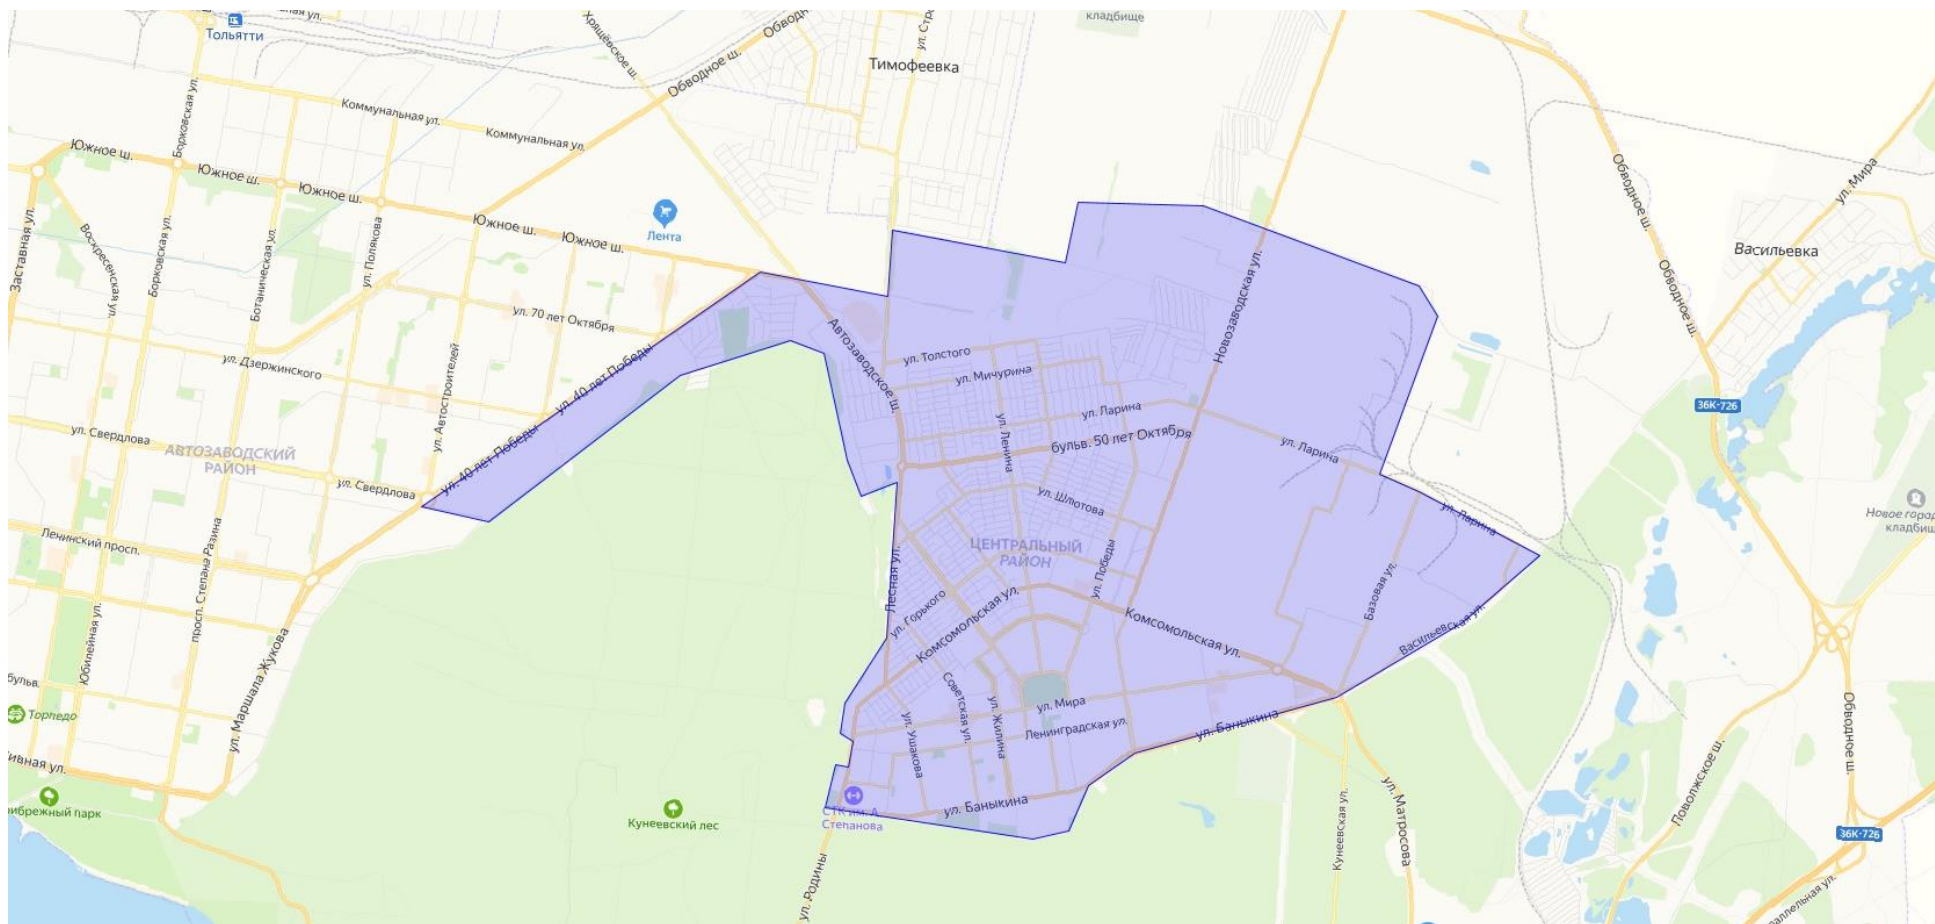 кладбище
Тольятти
Хрящёвское ш.
Обводное ш.
Тимофеевка
Обводное ш.
Борковская ул.
Коммунальная ул.
Коммунальная ул.
Южное ш.
Южное ш.
Южное ш.
Южное ш.
Южное ш.
Лента
Обводное ш.
ул. Мира
Васильевка
Обводное ш.
Заставная ул.
Воскресенская ул.
Борковская ул.
Ботаническая ул.
ул. Полякова
ул. 70 лет Октября
ул. Дзержинского
ул. Автостроителей
ул. 40 лет Победы
ул. 40 лет Победы
Автозаводское ш.
ул. Толстого
ул. Мичурина
Новозаводская ул.
ул. Ларина
ул. Ленина
бульв. 50 лет Октября
ул. Ларина
36К-726
ул. Свердлова
АВТОЗАВОДСКИЙ
РАЙОН
ул. Свердлова
ул. Шлютова
ул. Ларина
Ленинский просп.
просп. Степана Разина
Лесная ул.
ЦЕНТРАЛЬНЫЙ
РАЙОН
ул. Победы
Базовая ул.
Васильевская ул.
ул. Горького
Комсомольская ул.
Комсомольская ул.
Юбилейная ул.
ул. Маршала Жукова
бульв.
Торпедо
Советская ул.
ул. Жилина
ул. Ушакова
ул. Мира
Ленинградская ул.
ул. Баныкина
ул. Баныкина
СТК им. А.
Степанова
Кунеевский лес
ул. Родины
Кунеевская ул.
ул. Матросова
Поволжское ш.
Обводное ш.
36К-726